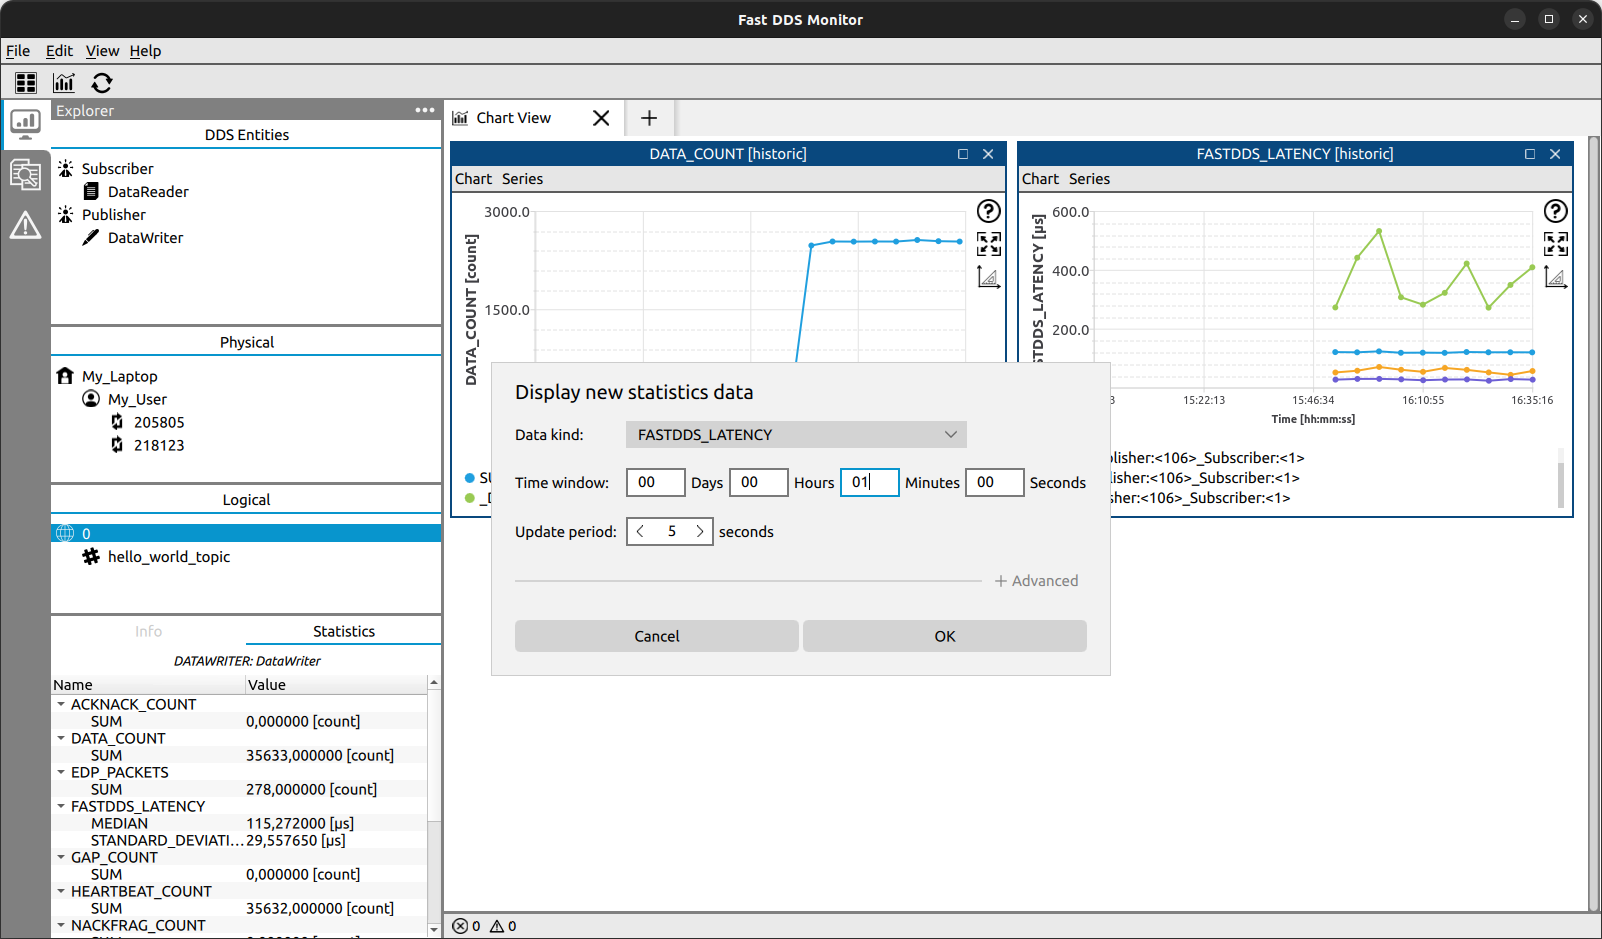 Fast DDS Monitor
File Edit View Help
Explorer
DDS Entities
Subscriber
DataReader
Publisher
DataWriter
Physical
My_Laptop
My_User
205805
218123
Logical
0
hello_world_topic
Info Statistics
DATAWRITER: DataWriter
Name Value
ACKNACK_COUNT
SUM 0,000000 [count]
DATA_COUNT
SUM 35633,000000 [count]
EDP_PACKETS
SUM 278,000000 [count]
FASTDDS_LATENCY
MEDIAN 115,272000 [µs]
STANDARD_DEVIATI... 29,557650 [µs]
GAP_COUNT
SUM 0,000000 [count]
HEARTBEAT_COUNT
SUM 35632,000000 [count]
NACKFRAG_COUNT
Chart View
DATA_COUNT [historic]
Chart Series
3000.0
1500.0
DATA_COUNT [count]
FASTDDS_LATENCY [historic]
Chart Series
600.0
400.0
200.0
STDDS_LATENCY [µs]
3 15:22:13 15:46:34 16:10:55 16:35:16
Time [hh:mm:ss]
blisher:<106>_Subscriber:<1>
lisher:<106>_Subscriber:<1>
sher:<106>_Subscriber:<1>
Display new statistics data
Data kind: FASTDDS_LATENCY
Time window: 00 Days 00 Hours 01 Minutes 00 Seconds
Update period: < 5 > seconds
+ Advanced
Cancel OK
0 0